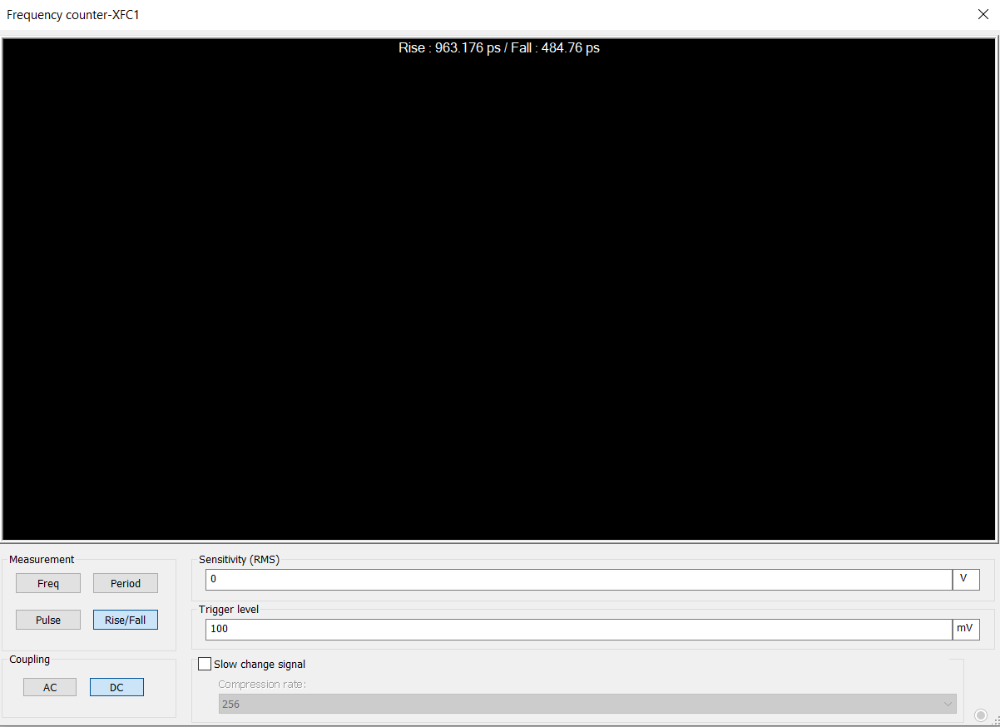 Frequency counter-XFC1
Rise : 963.176 ps / Fall : 484.76 ps
Measurement
Freq
Period
Pulse
Rise/Fall
Coupling
AC
DC
Sensitivity (RMS)
0
V
Trigger level
100
mV
Slow change signal
Compression rate:
256